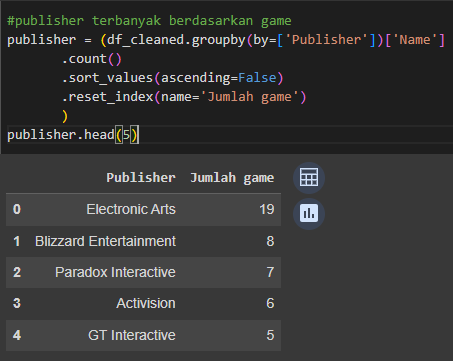 #publisher terbanyak berdasarkan game
publisher = (df_cleaned.groupby(by=['Publisher'])['Name']
.count()
.sort_values(ascending=False)
.reset_index(name='Jumlah game')
)
publisher.head(5)
Publisher Jumlah game
0 Electronic Arts 19
1 Blizzard Entertainment 8
2 Paradox Interactive 7
3 Activision 6
4 GT Interactive 5